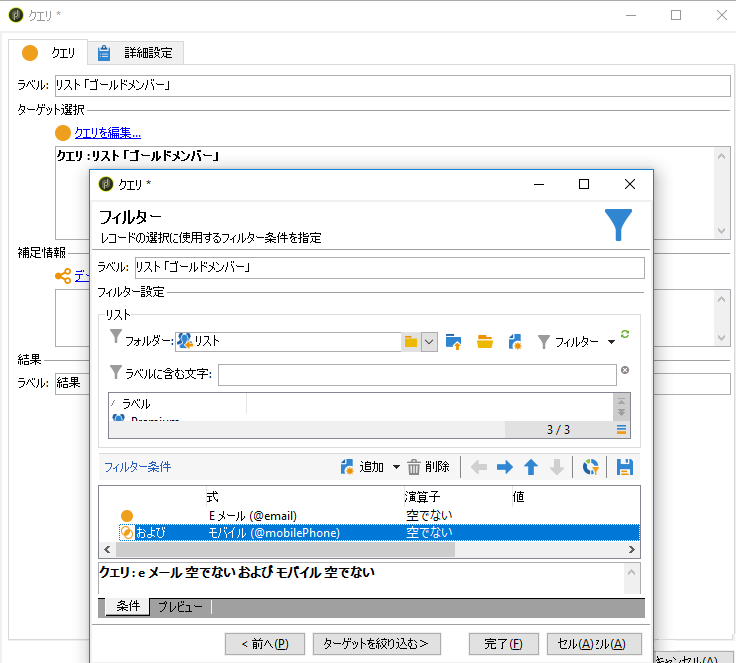 クエリ *
クエリ
詳細設定
ラベル: リスト「ゴールドメンバー」
ターゲット選択
クエリを編集...
クエリ : リスト「ゴールドメンバー」
補足情報
デー
結果
ラベル: 結果
クエリ *
フィルター
レコードの選択に使用するフィルター条件を指定
ラベル: リスト「ゴールドメンバー」
フィルター設定
リスト
フォルダー: リスト
フィルター
ラベルに含む文字:
ラベル
Premium
3 / 3
フィルター条件 追加 削除
式 演算子 値
Eメール (@email) 空でない
および モバイル (@mobilePhone) 空でない
クエリ : e メール 空でない および モバイル 空でない
条件 プレビュー
< 前へ(P) ターゲットを絞り込む> 完了(F) セル(A)ﾂﾙ(A)
キャンセル(A)